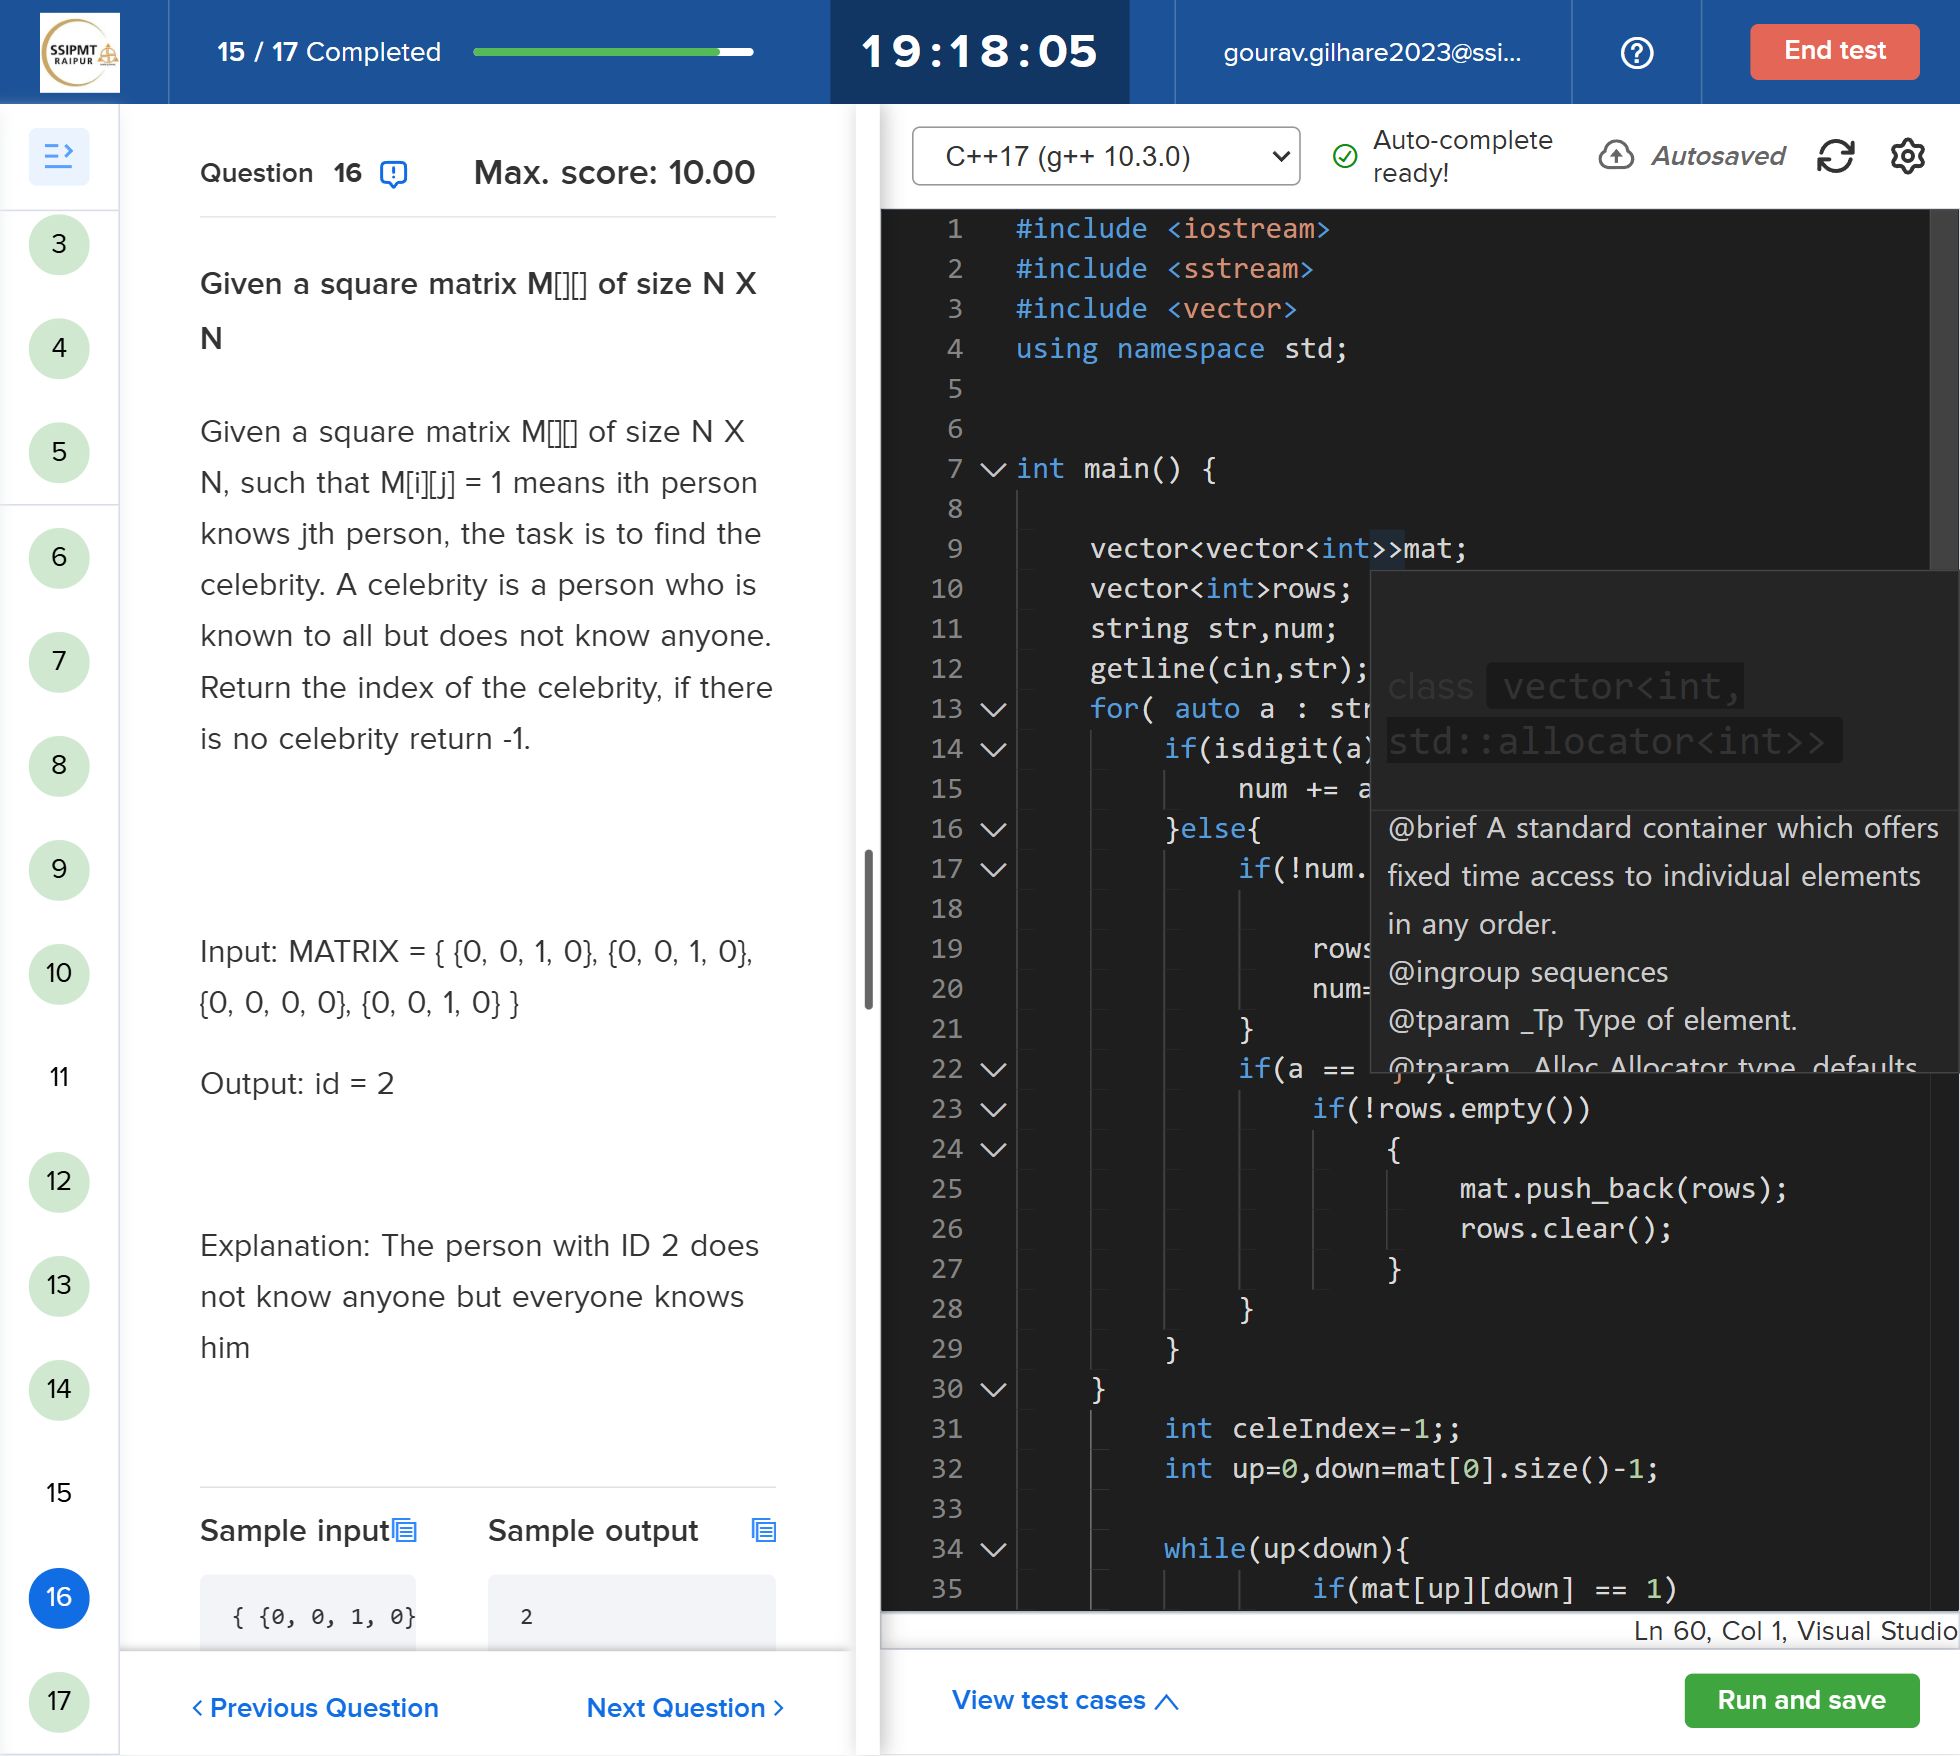 SSIPMT
RAIPUR
15 / 17 Completed
19:18:05
gourav.gilhare2023@ssi...
End test
3
4
5
6
7
8
9
10
11
12
13
14
15
16
17
Question 16
Max. score: 10.00
Given a square matrix M[][] of size N X
N
Given a square matrix M[][] of size N X
N, such that M[i][j] = 1 means ith person
knows jth person, the task is to find the
celebrity. A celebrity is a person who is
known to all but does not know anyone.
Return the index of the celebrity, if there
is no celebrity return -1.
Input: MATRIX = { {0, 0, 1, 0}, {0, 0, 1, 0},
{0, 0, 0, 0}, {0, 0, 1, 0} }
Output: id = 2
Explanation: The person with ID 2 does
not know anyone but everyone knows
him
Sample input
Sample output
{ {0, 0, 1, 0}
2
< Previous Question
Next Question >
C++17 (g++ 10.3.0)
Auto-complete
ready!
Autosaved
1 #include <iostream>
2 #include <sstream>
3 #include <vector>
4 using namespace std;
5
6
7 int main() {
8
9 vector<vector<int>>mat;
10 vector<int>rows;
11 string str,num;
12 getline(cin,str);
13 for( auto a : str
14 if(isdigit(a)
15 num += a
16 }else{
17 if(!num.
18
19 rows
20 num=
21 }
22 if(a ==
23 if(!rows.empty())
24 {
25 mat.push_back(rows);
26 rows.clear();
27 }
28 }
29 }
30 }
31 int celeIndex=-1;;
32 int up=0,down=mat[0].size()-1;
33
34 while(up<down){
35 if(mat[up][down] == 1)
class vector<int,
std::allocator<int>>
@brief A standard container which offers
fixed time access to individual elements
in any order.
@ingroup sequences
@tparam _Tp Type of element.
@tparam _Alloc Allocator type, defaults
Ln 60, Col 1, Visual Studio
View test cases
Run and save